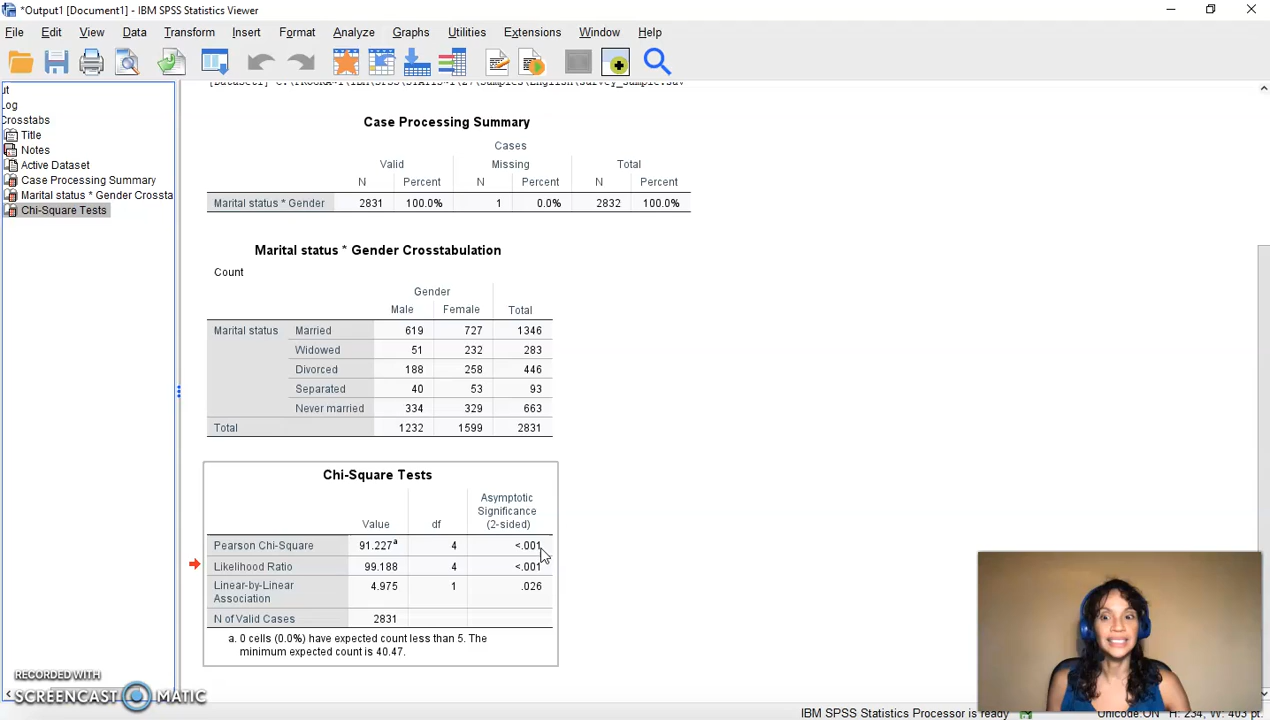 *Output1 [Document1] - IBM SPSS Statistics Viewer
File Edit View Data Transform Insert Format Analyze Graphs Utilities Extensions Window Help
ut
Log
Crosstabs
Title
Notes
Active Dataset
Case Processing Summary
Marital status * Gender Crossta
Chi-Square Tests
Case Processing Summary
Cases
Valid Missing Total
N Percent N Percent N Percent
Marital status * Gender 2831 100.0% 1 0.0% 2832 100.0%
Marital status * Gender Crosstabulation
Count
Gender
Male Female Total
Marital status Married 619 727 1346
Widowed 51 232 283
Divorced 188 258 446
Separated 40 53 93
Never married 334 329 663
Total 1232 1599 2831
Chi-Square Tests
Asymptotic
Significance
Value df (2-sided)
Pearson Chi-Square 91.227a 4 <.001
Likelihood Ratio 99.188 4 <.001
Linear-by-Linear 4.975 1 .026
Association
N of Valid Cases 2831
a. 0 cells (0.0%) have expected count less than 5. The
minimum expected count is 40.47.
RECORDED WITH
SCREENCAST MATIC
IBM SPSS Statistics Processor is ready Unicode:ON H: 234, W: 403 pt.